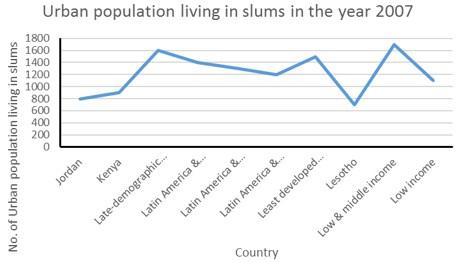 Urban population living in slums in the year 2007
No. of Urban population living in slums
1800
1600
1400
1200
1000
800
600
400
200
0
Jordan
Kenya
Late-demographic…
Latin America &…
Latin America &…
Latin America &…
Least developed…
Lesotho
Low & middle income
Low income
Country